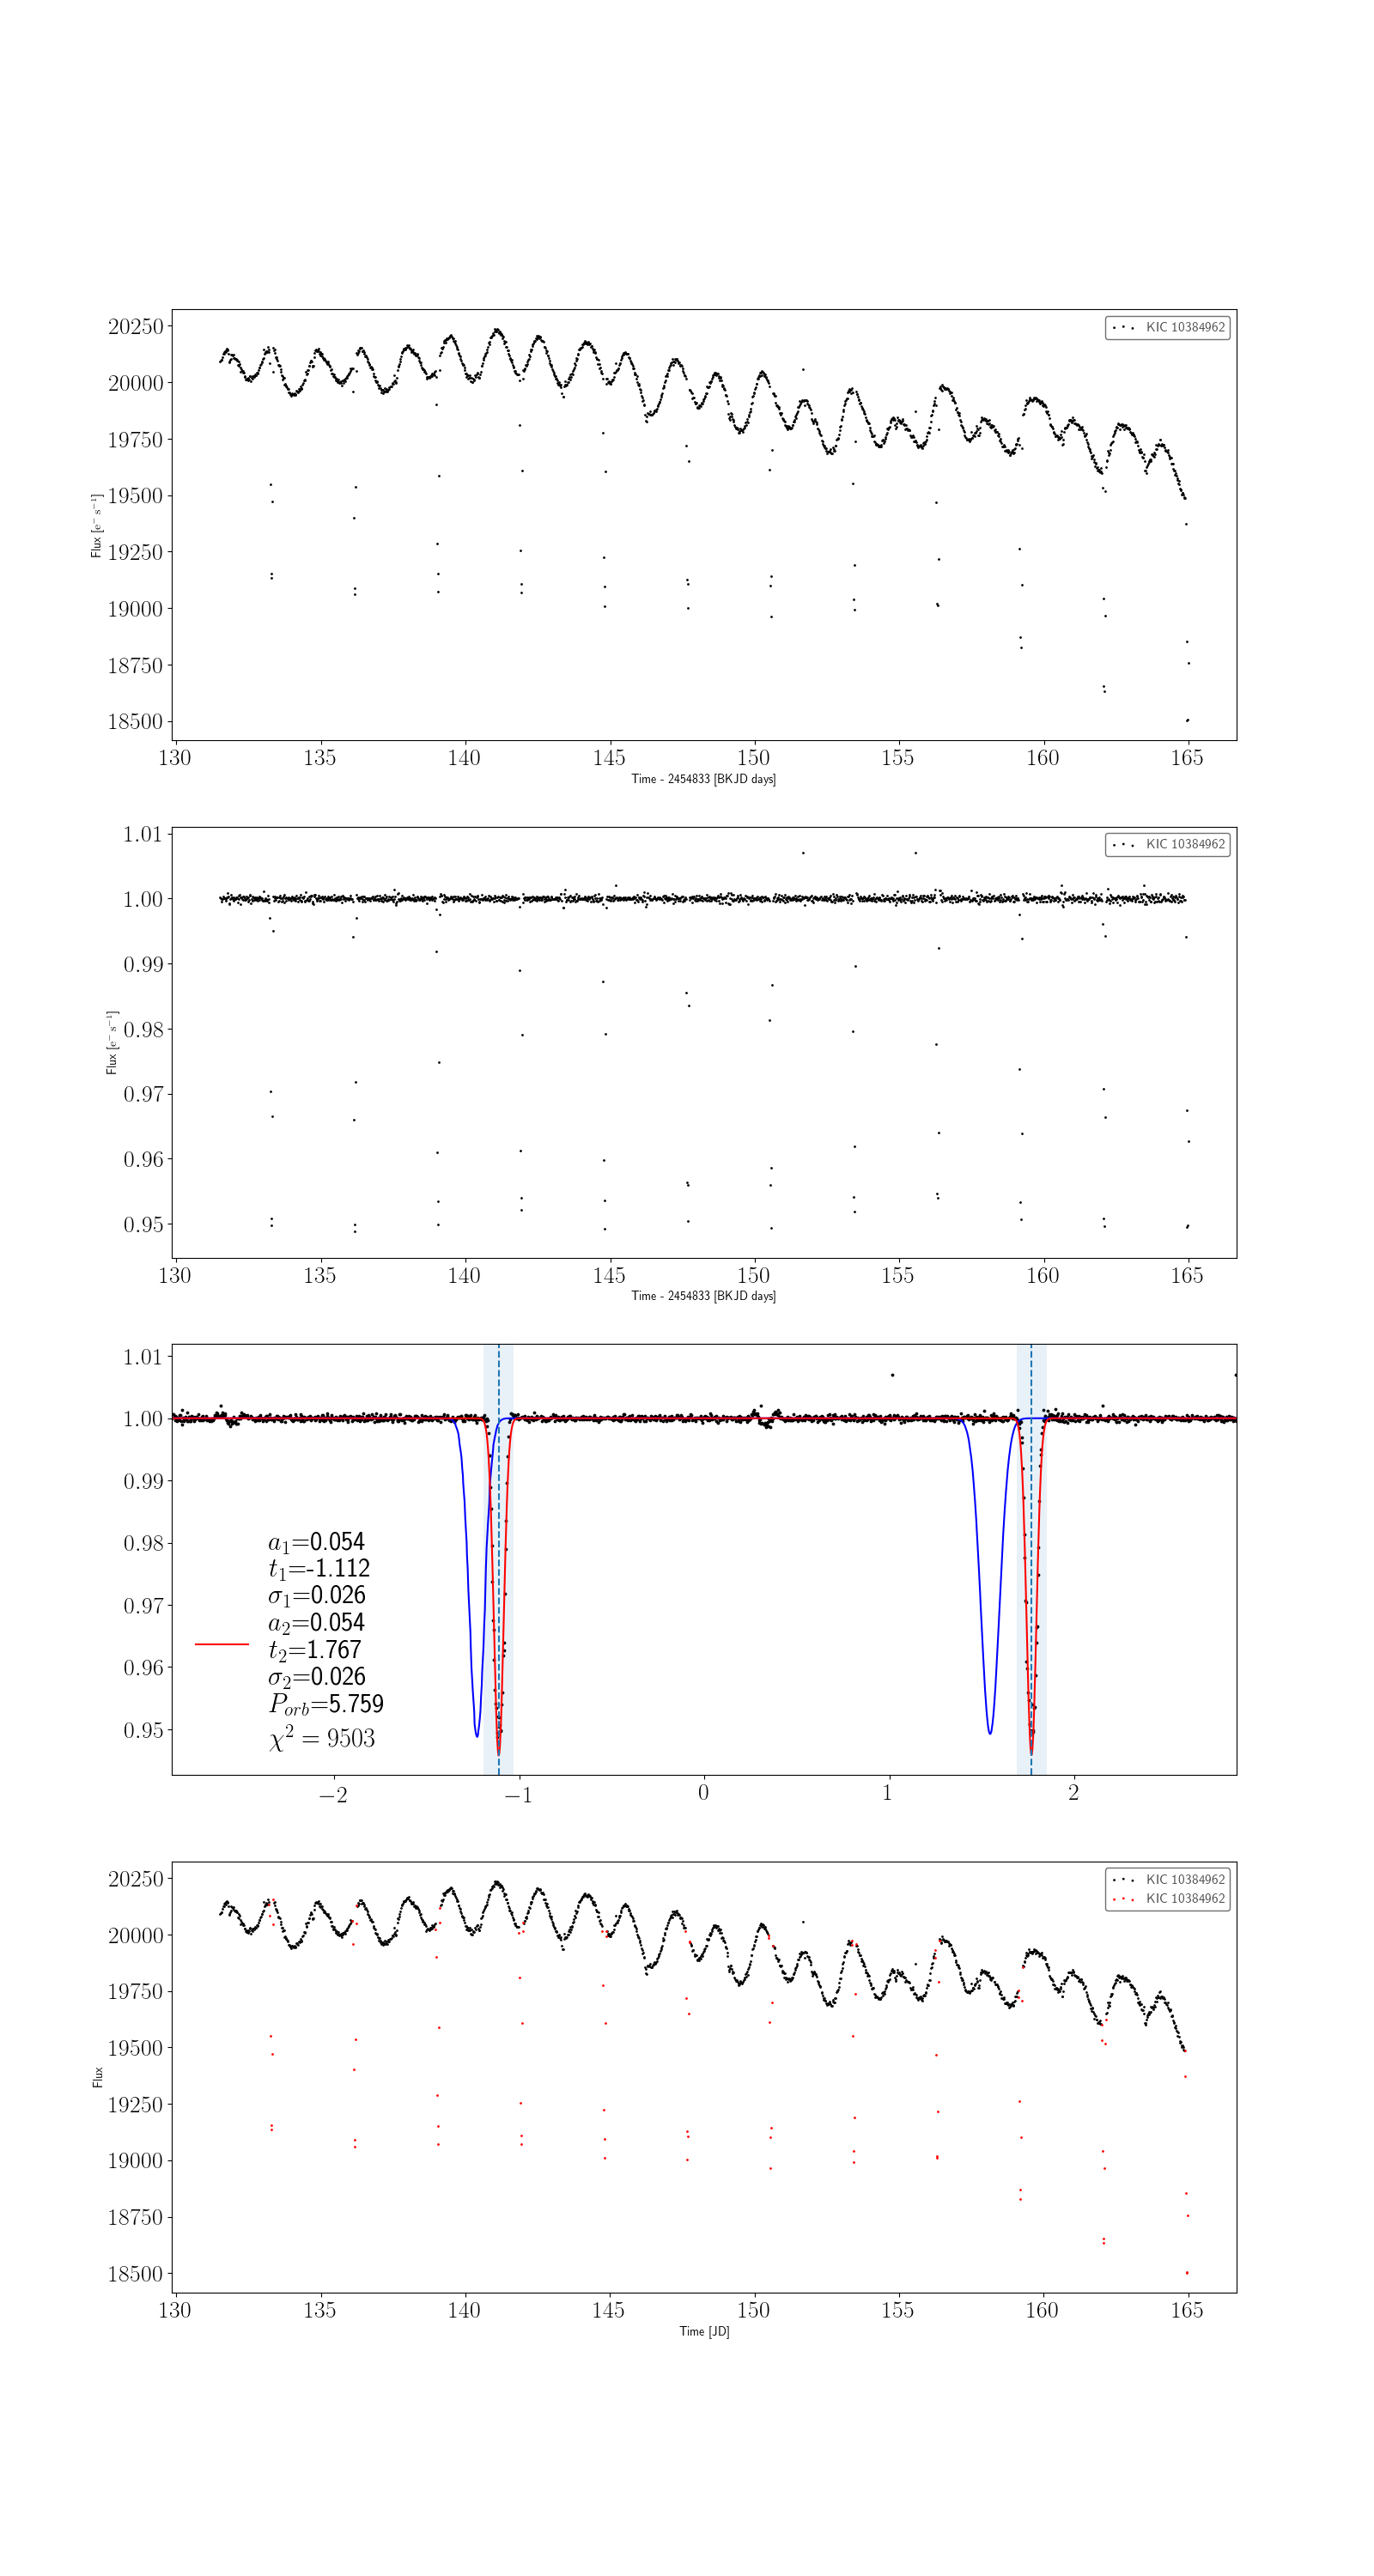 20250
20000
19750
19500
19250
19000
18750
18500
Flux [e⁻ s⁻¹]
KIC 10384962
130 135 140 145 150 155 160 165
Time - 2454833 [BKJD days]
1.01
1.00
0.99
0.98
0.97
0.96
0.95
Flux [e⁻ s⁻¹]
KIC 10384962
130 135 140 145 150 155 160 165
Time - 2454833 [BKJD days]
1.01
1.00
0.99
0.98
0.97
0.96
0.95
a₁=0.054
t₁=-1.112
σ₁=0.026
a₂=0.054
t₂=1.767
σ₂=0.026
P_orb=5.759
χ² = 9503
−2 −1 0 1 2
20250
20000
19750
19500
19250
19000
18750
18500
Flux
KIC 10384962
KIC 10384962
130 135 140 145 150 155 160 165
Time [JD]